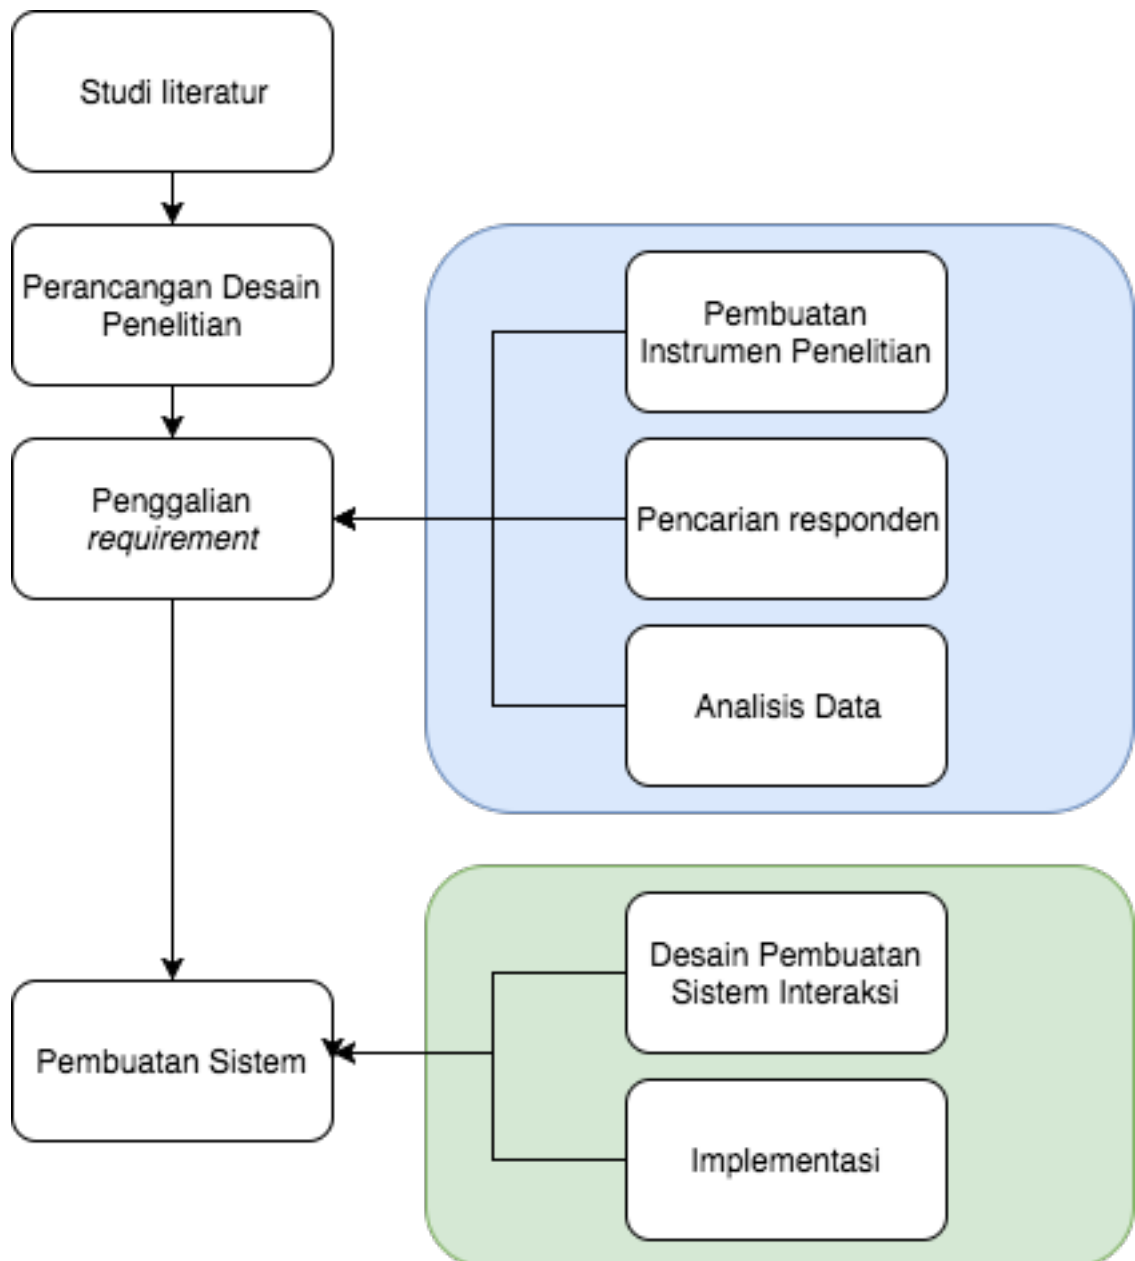 Studi literatur
Perancangan Desain
Penelitian
Penggalian
requirement
Pembuatan Sistem
Pembuatan
Instrumen Penelitian
Pencarian responden
Analisis Data
Desain Pembuatan
Sistem Interaksi
Implementasi